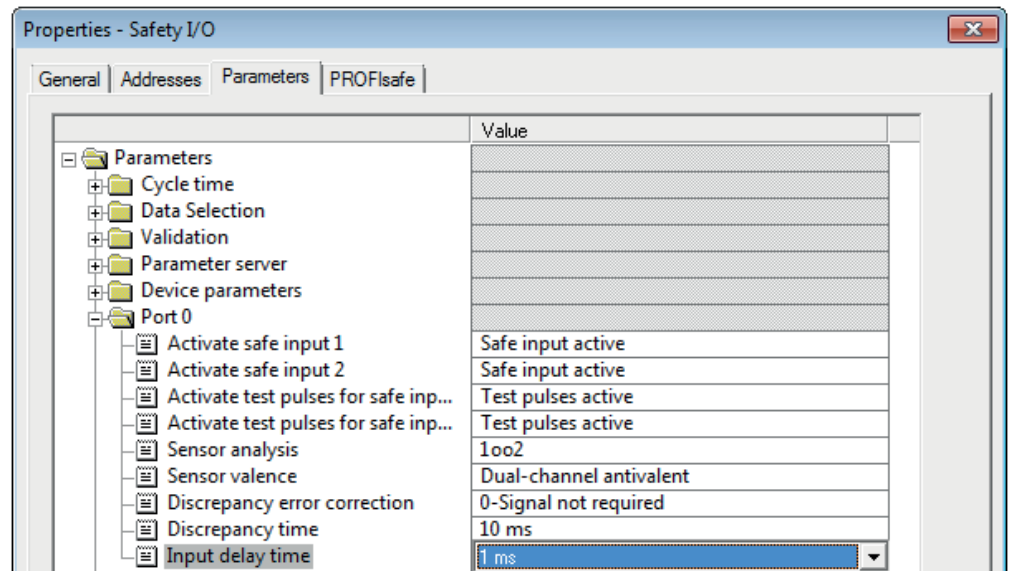 Properties - Safety I/O
General Addresses Parameters PROFIsafe
Value
Parameters
Cycle time
Data Selection
Validation
Parameter server
Device parameters
Port 0
Activate safe input 1 Safe input active
Activate safe input 2 Safe input active
Activate test pulses for safe inp... Test pulses active
Activate test pulses for safe inp... Test pulses active
Sensor analysis 1oo2
Sensor valence Dual-channel antivalent
Discrepancy error correction 0-Signal not required
Discrepancy time 10 ms
Input delay time 1 ms